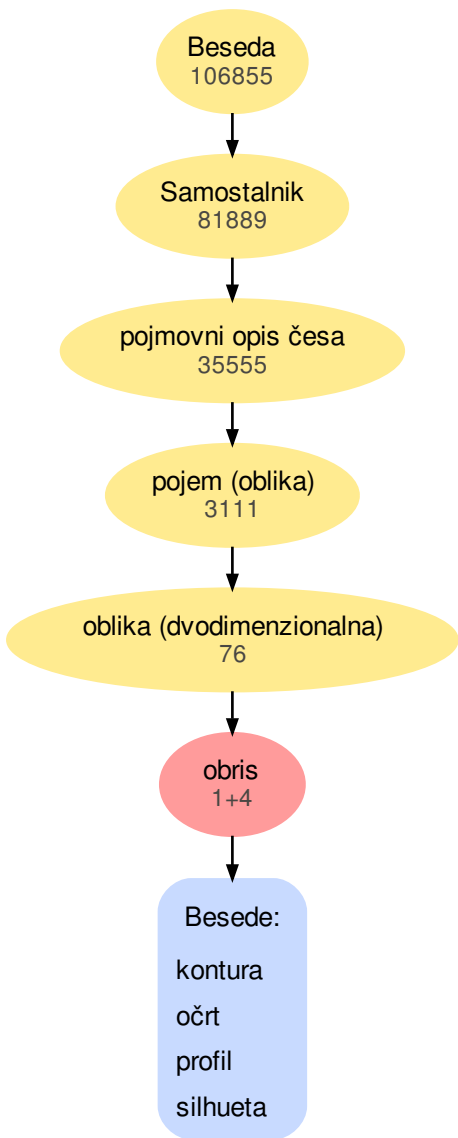 Beseda
106855
Samostalnik
81889
pojmovni opis česa
35555
pojem (oblika)
3111
oblika (dvodimenzionalna)
76
obris
1+4
Besede:
kontura
očrt
profil
silhueta